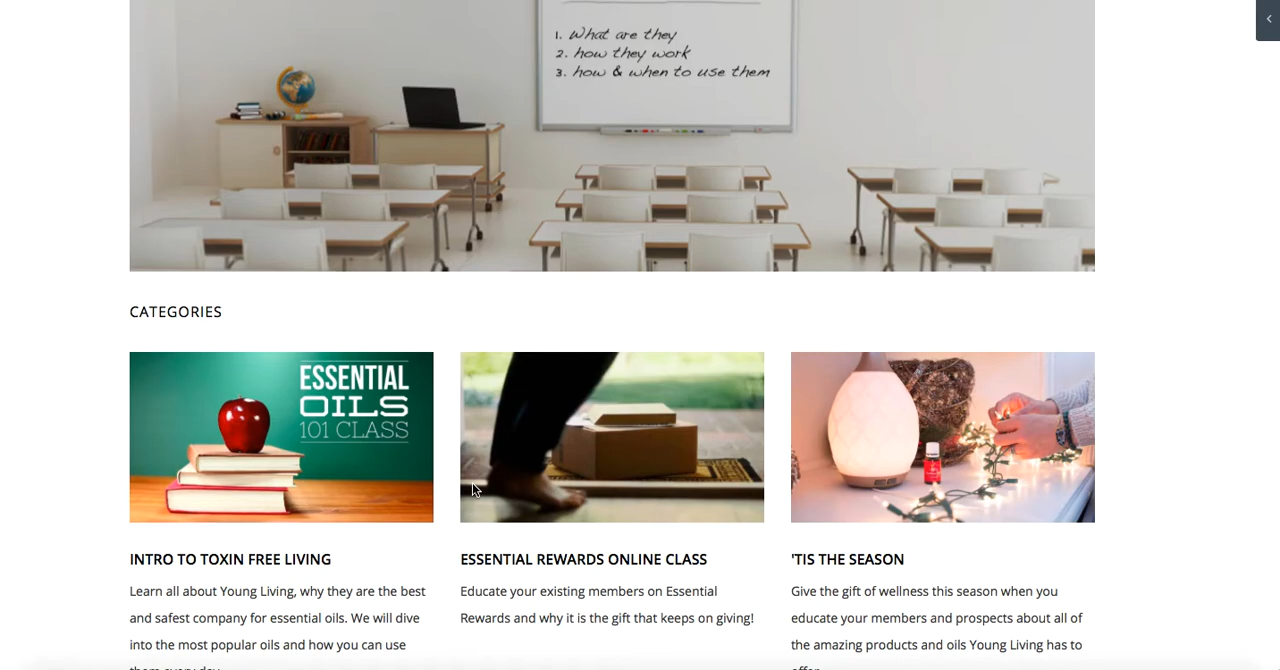 1. What are they
2. how they work
3. how & when to use them
CATEGORIES
ESSENTIAL
OILS
101 CLASS
INTRO TO TOXIN FREE LIVING
Learn all about Young Living, why they are the best
and safest company for essential oils. We will dive
into the most popular oils and how you can use
ESSENTIAL REWARDS ONLINE CLASS
Educate your existing members on Essential
Rewards and why it is the gift that keeps on giving!
'TIS THE SEASON
Give the gift of wellness this season when you
educate your members and prospects about all of
the amazing products and oils Young Living has to